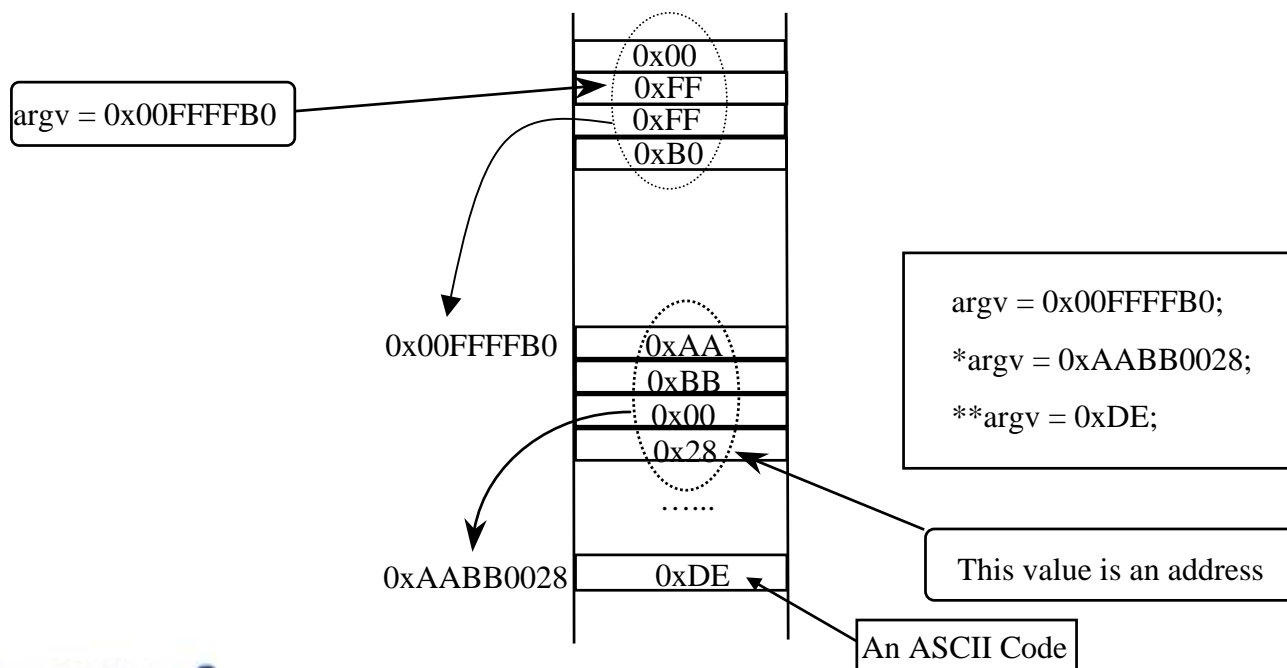 0x00
0xFF
argv = 0x00FFFFB0
0xFF
0xB0
argv = 0x00FFFFB0;
*argv = 0xAABB0028;
**argv = 0xDE;
0x00FFFFB0
0xAA
0xBB
0x00
0x28
…...
This value is an address
0xAABB0028
0xDE
An ASCII Code